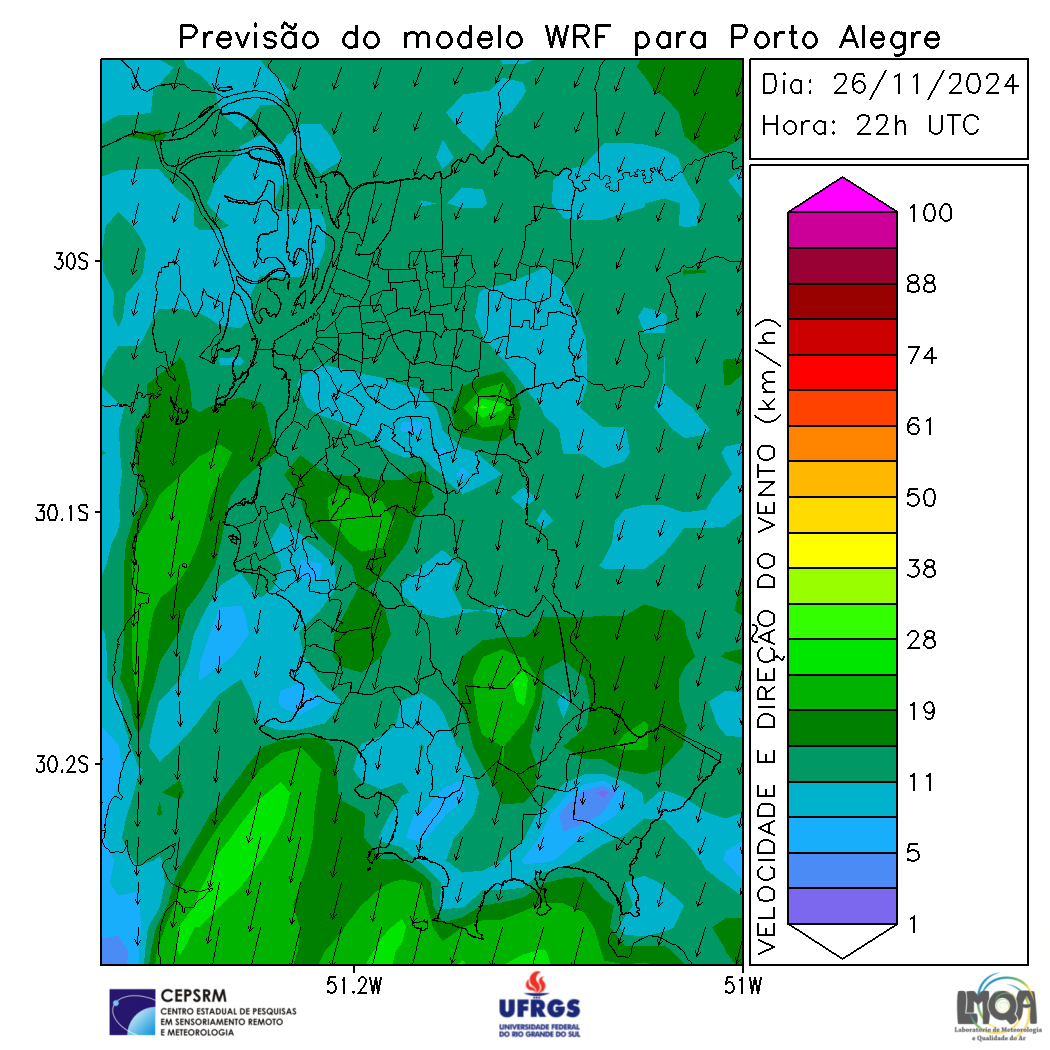 Previsão do modelo WRF para Porto Alegre
Dia: 26/11/2024
Hora: 22h UTC
30S
30.1S
30.2S
51.2W
51W
VELOCIDADE E DIREÇÃO DO VENTO (km/h)
100
88
74
61
50
38
28
19
11
5
1
CEPSRM
CENTRO ESTADUAL DE PESQUISAS
EM SENSORIAMENTO REMOTO
E METEOROLOGIA
UFRGS
UNIVERSIDADE FEDERAL
DO RIO GRANDE DO SUL
LMQA
Laboratório de Meteorologia
e Qualidade do Ar